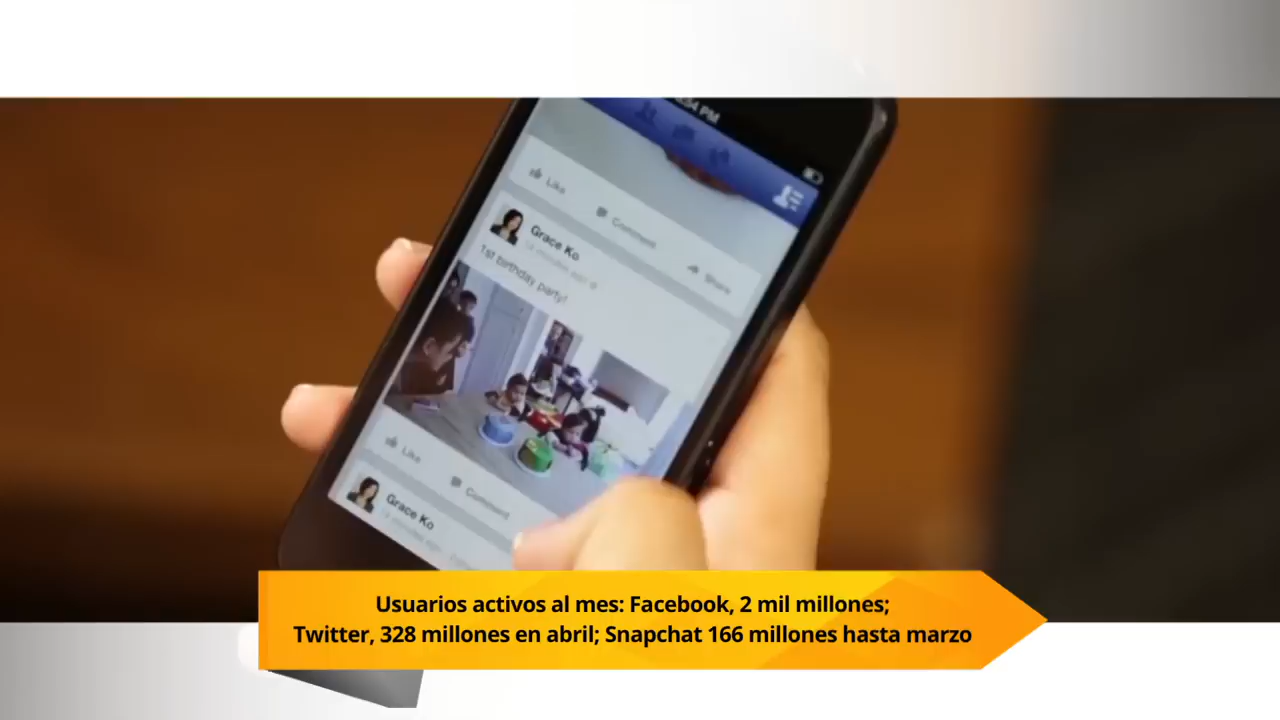 Like
Comment
Share
Grace Ko
1st birthday party!
Like
Comment
Grace Ko
Usuarios activos al mes: Facebook, 2 mil millones;
Twitter, 328 millones en abril; Snapchat 166 millones hasta marzo